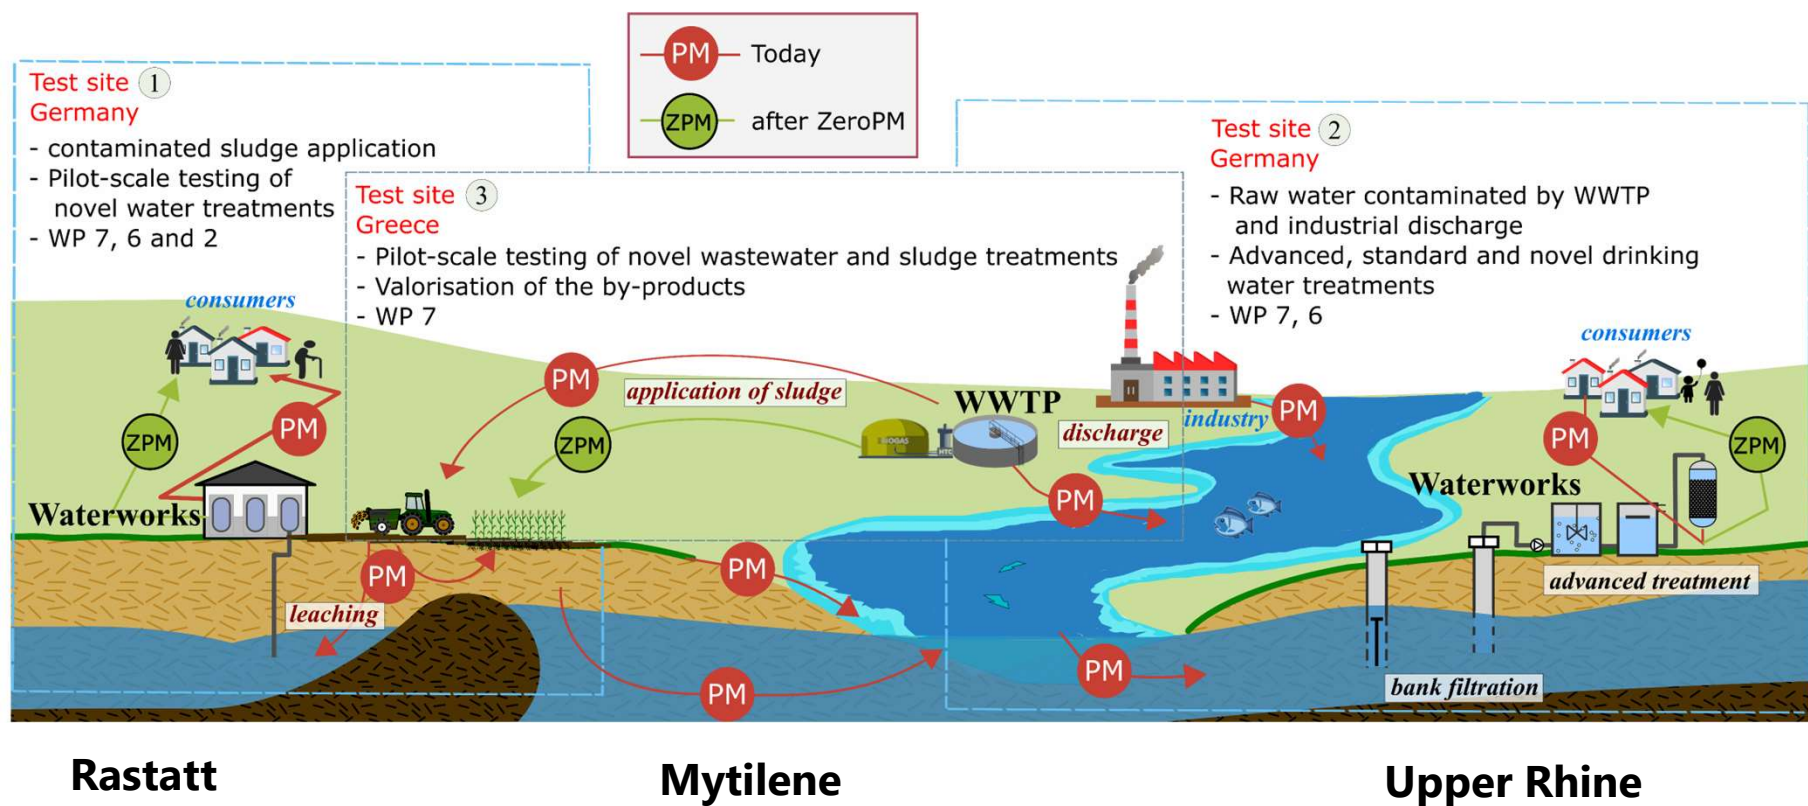 PM Today
ZPM after ZeroPM
Test site 1
Germany
- contaminated sludge application
- Pilot-scale testing of
novel water treatments
- WP 7, 6 and 2
Test site 3
Greece
- Pilot-scale testing of novel wastewater and sludge treatments
- Valorisation of the by-products
- WP 7
Test site 2
Germany
- Raw water contaminated by WWTP
and industrial discharge
- Advanced, standard and novel drinking
water treatments
- WP 7, 6
consumers
ZPM
PM
Waterworks
PM
leaching
PM
application of sludge
ZPM
WWTP
BIOGAS
HTC
discharge
industry
PM
PM
PM
PM
PM
consumers
PM
ZPM
Waterworks
advanced treatment
bank filtration
Rastatt
Mytilene
Upper Rhine